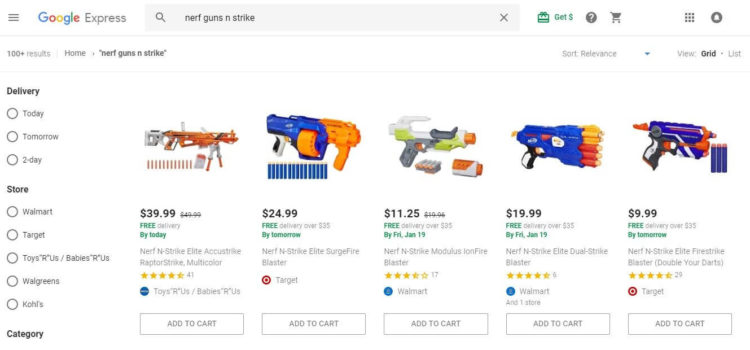 Google Express
nerf guns n strike
Get $
100+ results
Home › "nerf guns n strike"
Sort: Relevance
View: Grid • List
Delivery
Today
Tomorrow
2-day
Store
Walmart
Target
Toys"R"Us / Babies"R"Us
Walgreens
Kohl's
Category
$39.99 $49.99
FREE delivery
By today
Nerf N-Strike Elite Accustrike
RaptorStrike, Multicolor
41
Toys"R"Us / Babies"R"Us
ADD TO CART
$24.99
FREE delivery over $35
By tomorrow
Nerf N-Strike Elite SurgeFire
Blaster
Target
ADD TO CART
$11.25 $19.96
FREE delivery over $35
By Fri, Jan 19
Nerf N-Strike Modulus IonFire
Blaster
17
Walmart
ADD TO CART
$19.99
FREE delivery over $35
By Fri, Jan 19
Nerf N-Strike Elite Dual-Strike
Blaster
6
Walmart
And 1 store
ADD TO CART
$9.99
FREE delivery over $35
By tomorrow
Nerf N-Strike Elite Firestrike
Blaster (Double Your Darts)
29
Target
ADD TO CART